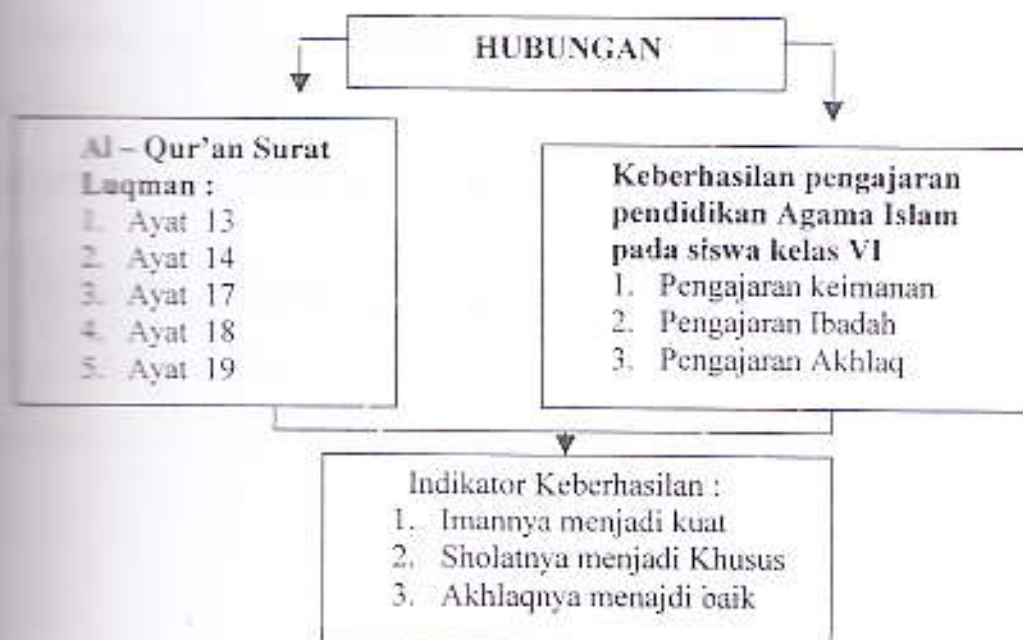 HUBUNGAN
Al – Qur'an Surat
Luqman :
1. Ayat 13
2. Ayat 14
3. Ayat 17
4. Ayat 18
5. Ayat 19
Keberhasilan pengajaran
pendidikan Agama Islam
pada siswa kelas VI
1. Pengajaran keimanan
2. Pengajaran Ibadah
3. Pengajaran Akhlaq
Indikator Keberhasilan :
1. Imannya menjadi kuat
2. Sholatnya menjadi Khusus
3. Akhlaqnya menajdi baik